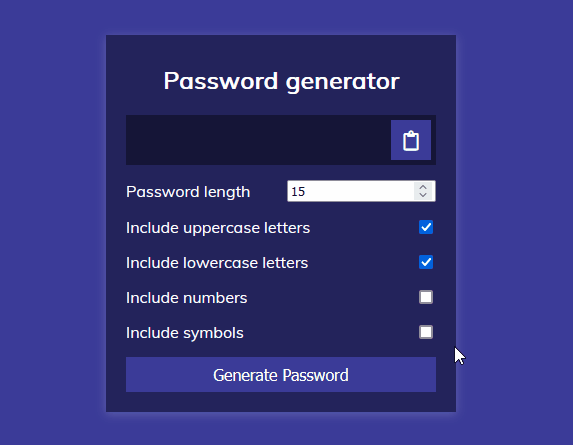 Password generator
Password length 15
Include uppercase letters
Include lowercase letters
Include numbers
Include symbols
Generate Password